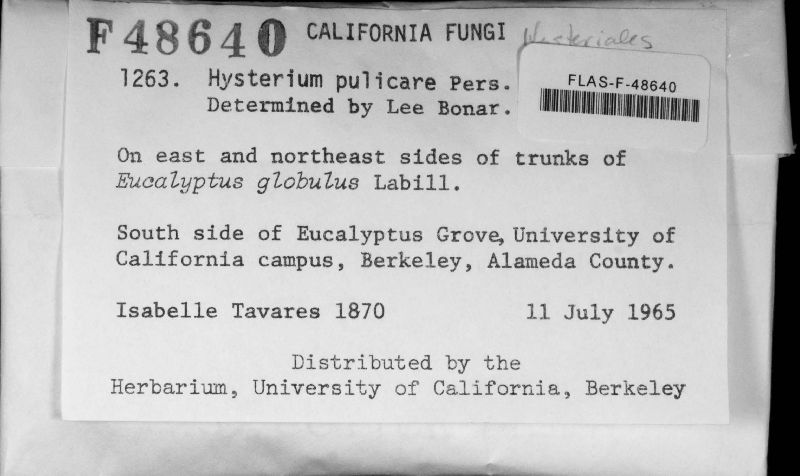 F48640 CALIFORNIA FUNGI Hysteriales
FLAS-F-48640
1263. Hysterium pulicare Pers.
Determined by Lee Bonar.
On east and northeast sides of trunks of
Eucalyptus globulus Labill.
South side of Eucalyptus Grove, University of
California campus, Berkeley, Alameda County.
Isabelle Tavares 1870 11 July 1965
Distributed by the
Herbarium, University of California, Berkeley